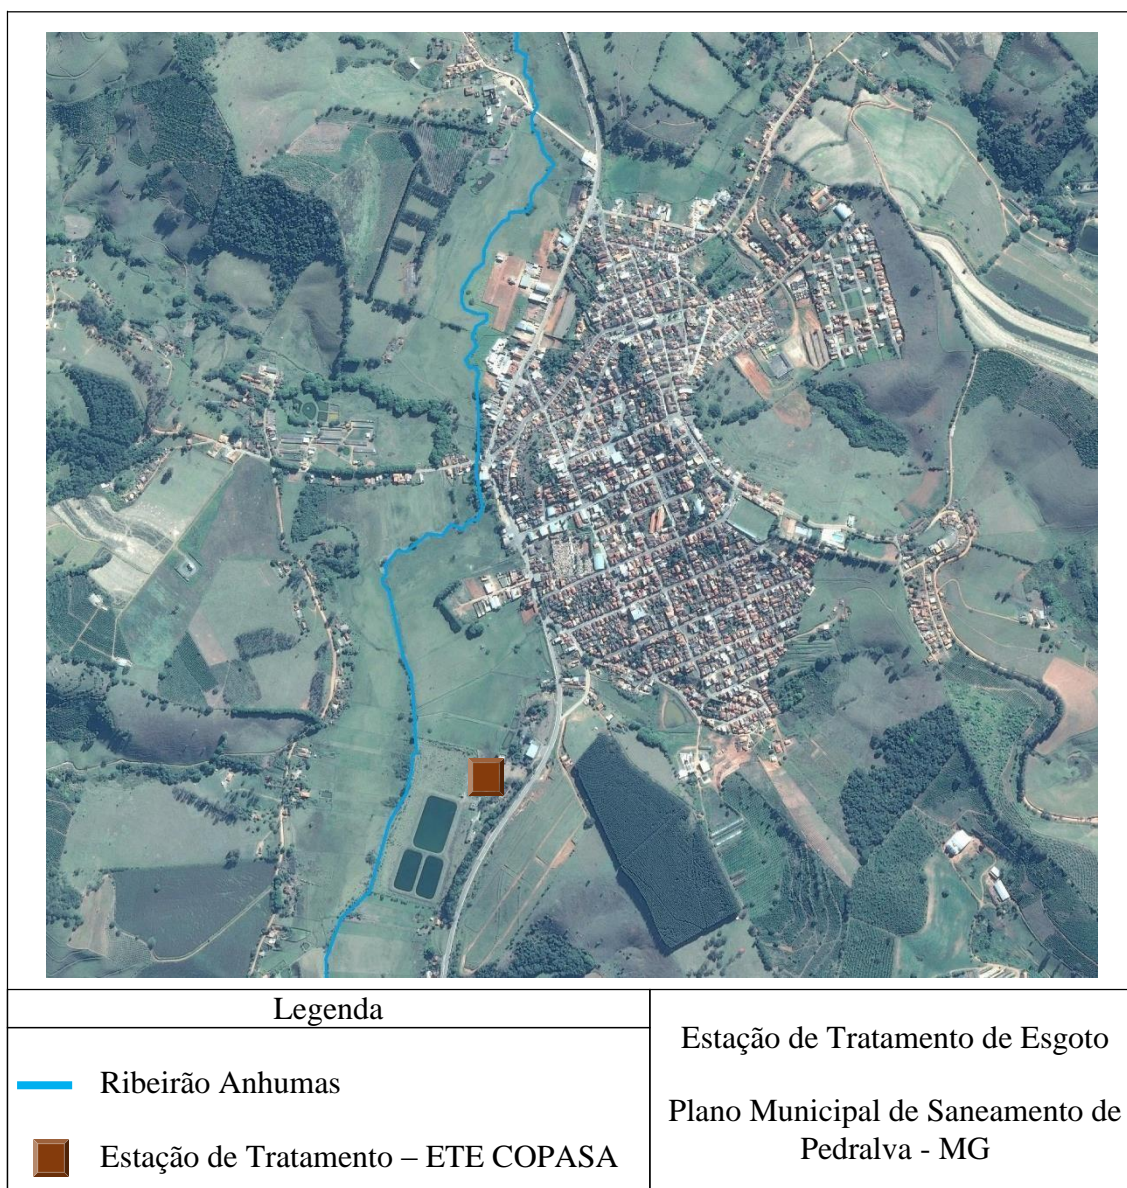 Legenda
Ribeirão Anhumas
Estação de Tratamento – ETE COPASA
Estação de Tratamento de Esgoto
Plano Municipal de Saneamento de
Pedralva - MG